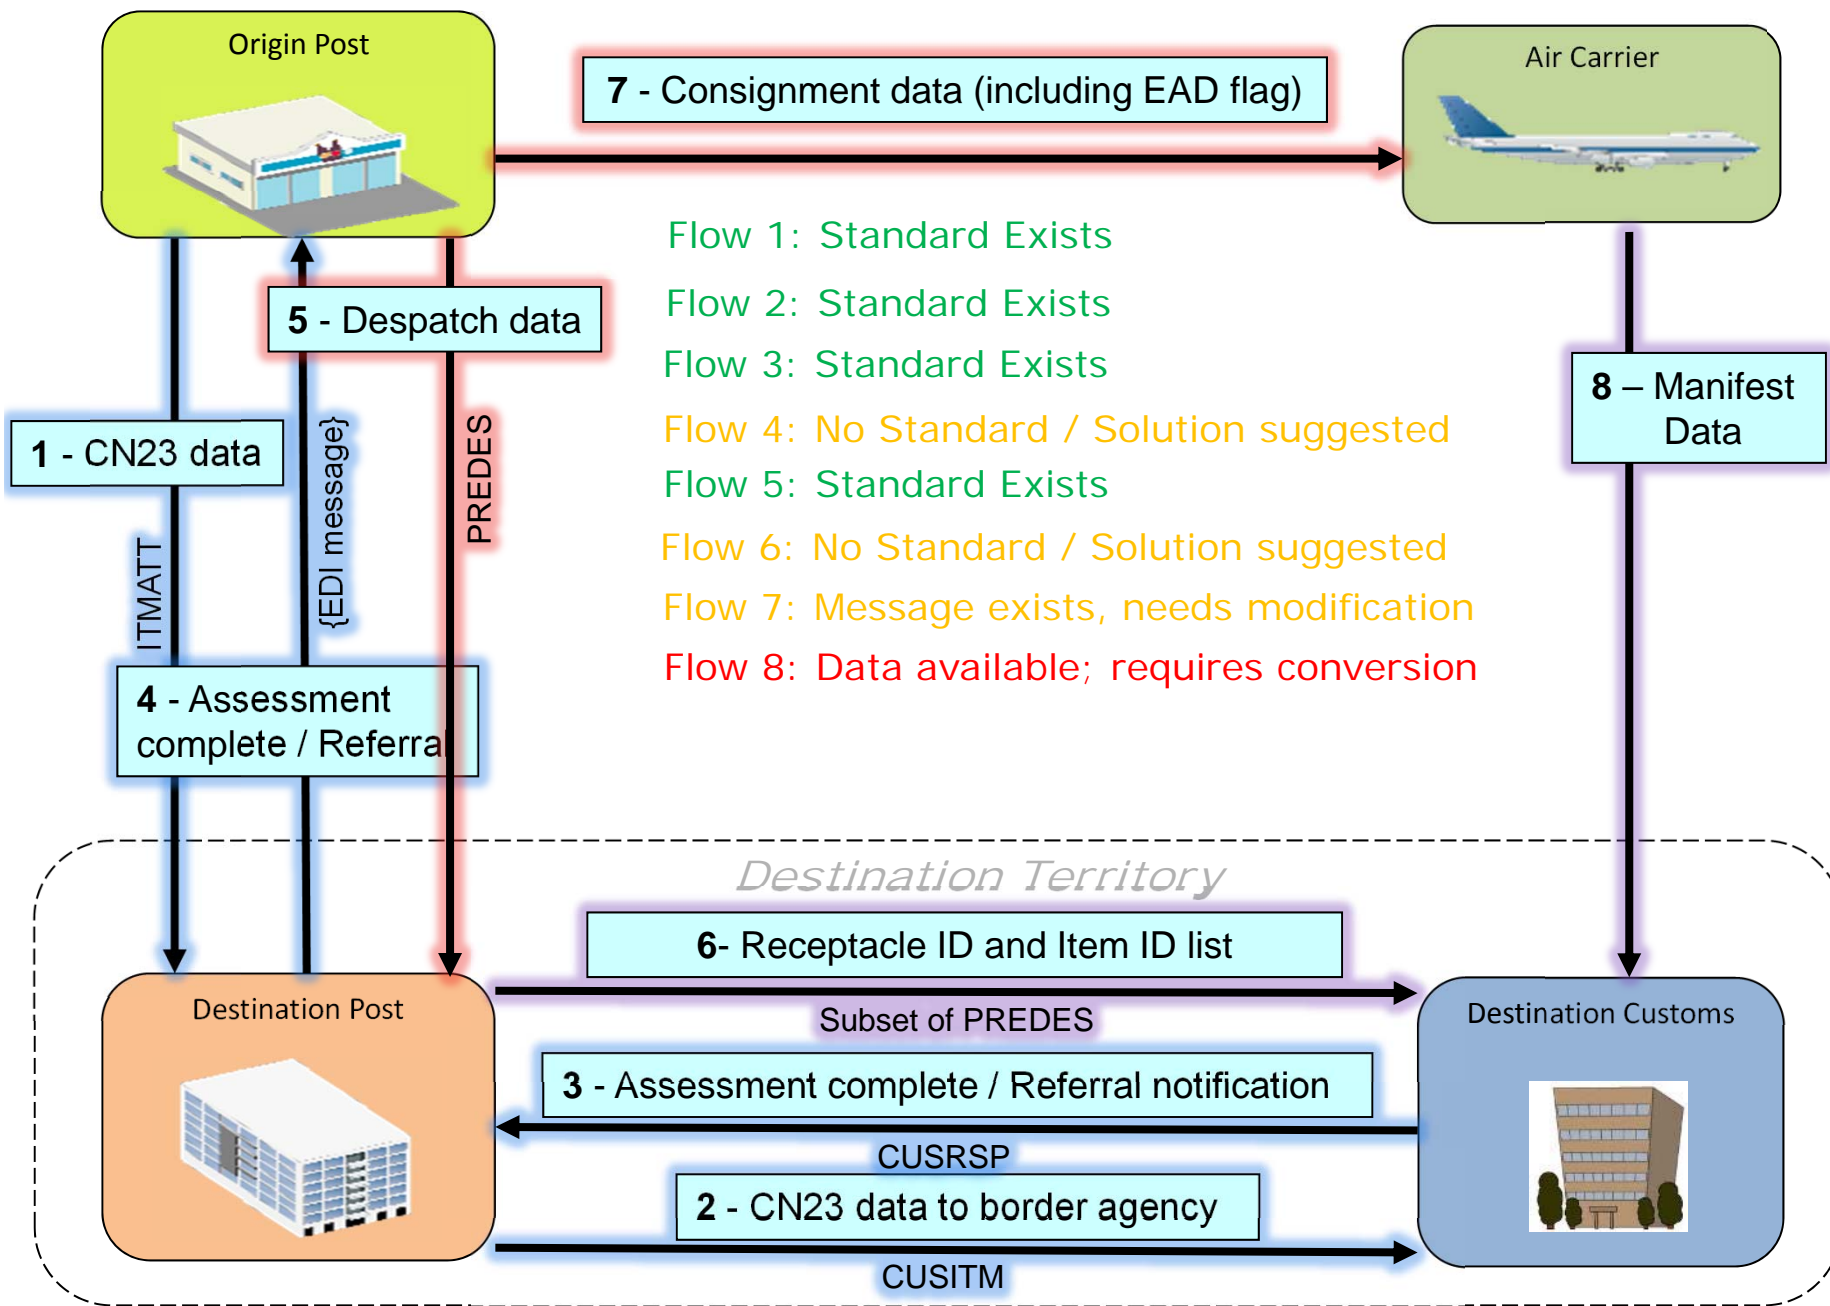 Origin Post
Air Carrier
7 - Consignment data (including EAD flag)
Flow 1: Standard Exists
Flow 2: Standard Exists
Flow 3: Standard Exists
Flow 4: No Standard / Solution suggested
Flow 5: Standard Exists
Flow 6: No Standard / Solution suggested
Flow 7: Message exists, needs modification
Flow 8: Data available; requires conversion
5 - Despatch data
8 – Manifest
Data
1 - CN23 data
ITMATT
{EDI message}
PREDES
4 - Assessment
complete / Referral
Destination Territory
Destination Post
6- Receptacle ID and Item ID list
Subset of PREDES
Destination Customs
3 - Assessment complete / Referral notification
CUSRSP
2 - CN23 data to border agency
CUSITM